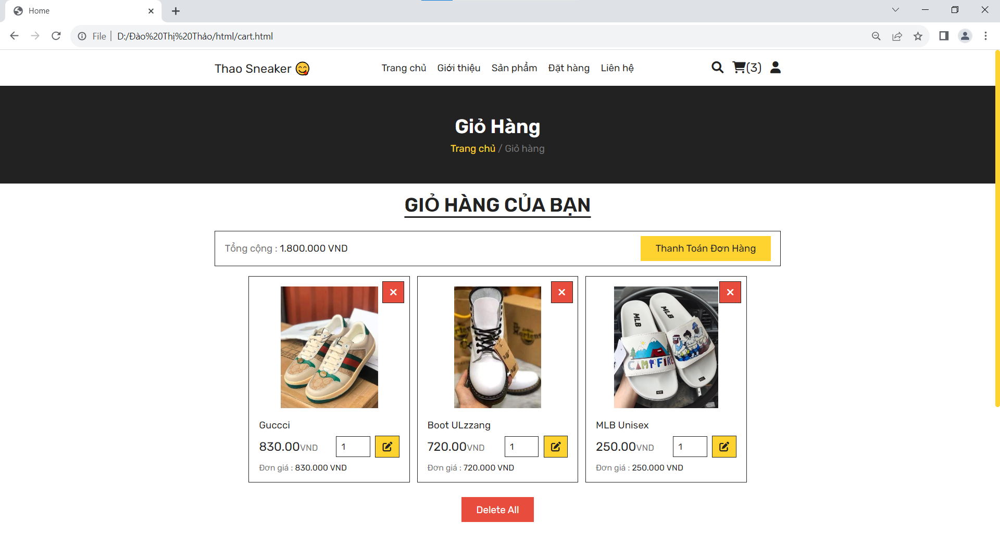 Home
File
D:/Đào%20Thị%20Thảo/html/cart.html
Thao Sneaker 😋
Trang chủ Giới thiệu Sản phẩm Đặt hàng Liên hệ
(3)
Giỏ Hàng
Trang chủ / Giỏ hàng
GIỎ HÀNG CỦA BẠN
Tổng cộng : 1.800.000 VND
Thanh Toán Đơn Hàng
MLB
MLB
CAMPFIRE
Guccci
830.00VND
1
Đơn giá : 830.000 VND
Boot ULzzang
720.00VND
1
Đơn giá : 720.000 VND
MLB Unisex
250.00VND
1
Đơn giá : 250.000 VND
Delete All